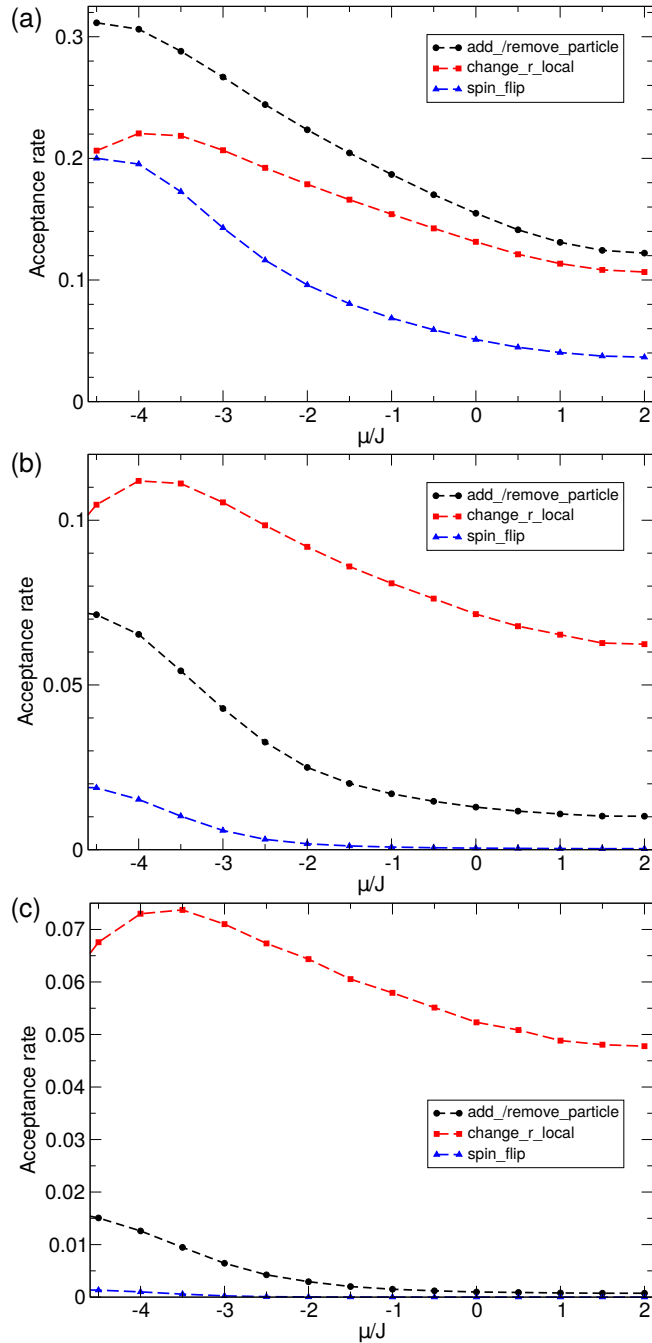 (a)
0.3
0.2
0.1
0
Acceptance rate
add_/remove_particle
change_r_local
spin_flip
-4 -3 -2 -1 0 1 2
μ/J
(b)
0.1
0.05
0
Acceptance rate
add_/remove_particle
change_r_local
spin_flip
-4 -3 -2 -1 0 1 2
μ/J
(c)
0.07
0.06
0.05
0.04
0.03
0.02
0.01
0
Acceptance rate
add_/remove_particle
change_r_local
spin_flip
-4 -3 -2 -1 0 1 2
μ/J